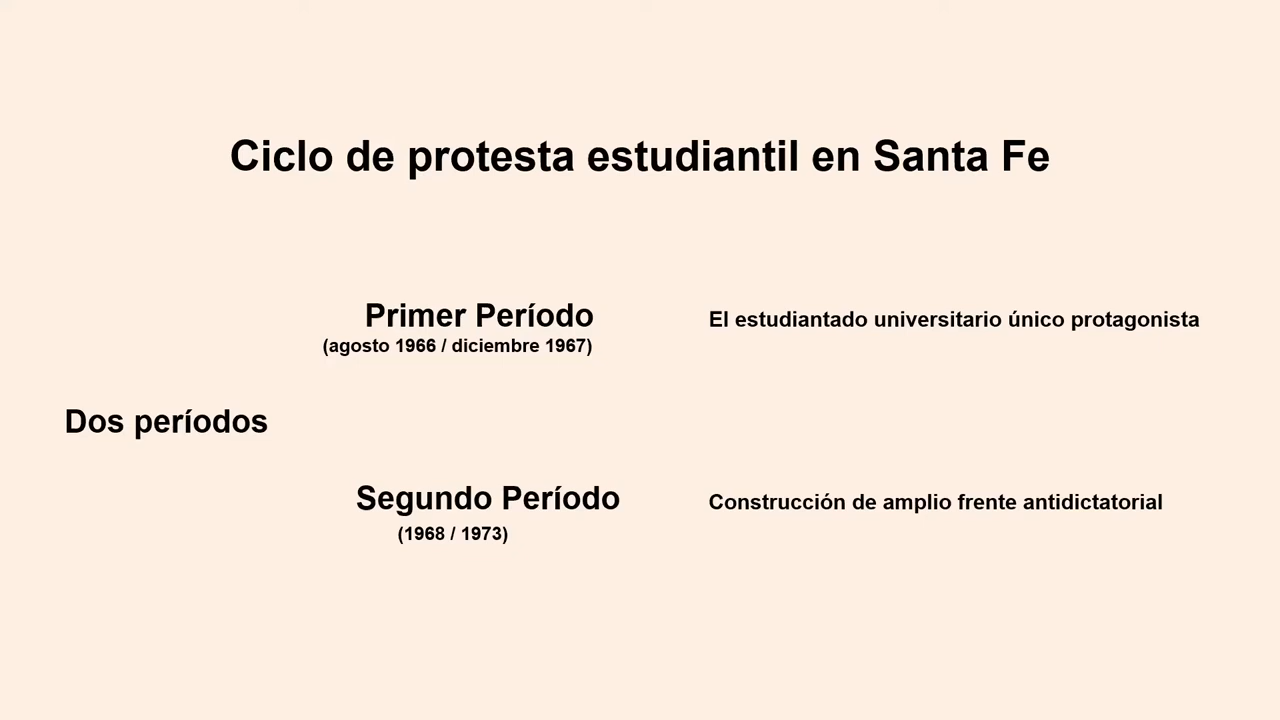 Ciclo de protesta estudiantil en Santa Fe
Primer Período
El estudiantado universitario único protagonista
(agosto 1966 / diciembre 1967)
Dos períodos
Segundo Período
Construcción de amplio frente antidictatorial
(1968 / 1973)